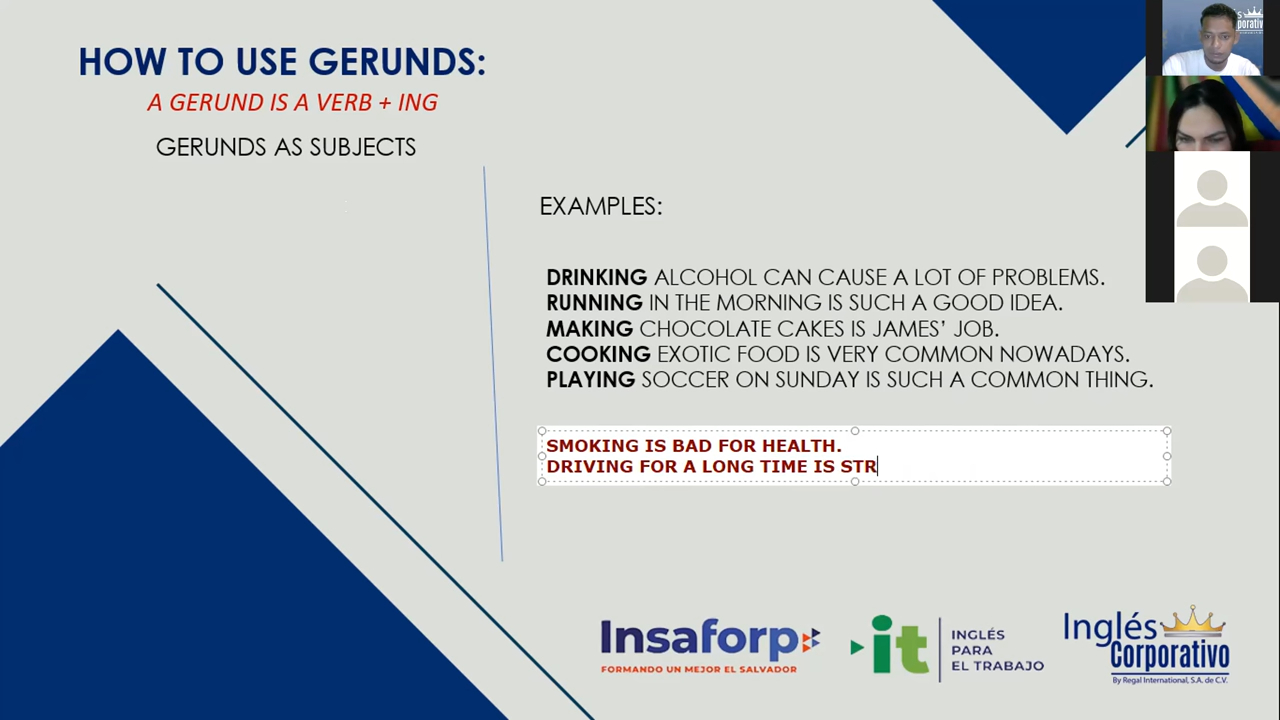 HOW TO USE GERUNDS:
A GERUND IS A VERB + ING
GERUNDS AS SUBJECTS
EXAMPLES:
DRINKING ALCOHOL CAN CAUSE A LOT OF PROBLEMS.
RUNNING IN THE MORNING IS SUCH A GOOD IDEA.
MAKING CHOCOLATE CAKES IS JAMES’ JOB.
COOKING EXOTIC FOOD IS VERY COMMON NOWADAYS.
PLAYING SOCCER ON SUNDAY IS SUCH A COMMON THING.
SMOKING IS BAD FOR HEALTH.
DRIVING FOR A LONG TIME IS STR
Insaforp
FORMANDO UN MEJOR EL SALVADOR
it
INGLÉS
PARA
EL TRABAJO
Inglés
Corporativo
By Regal International, S.A. de C.V.